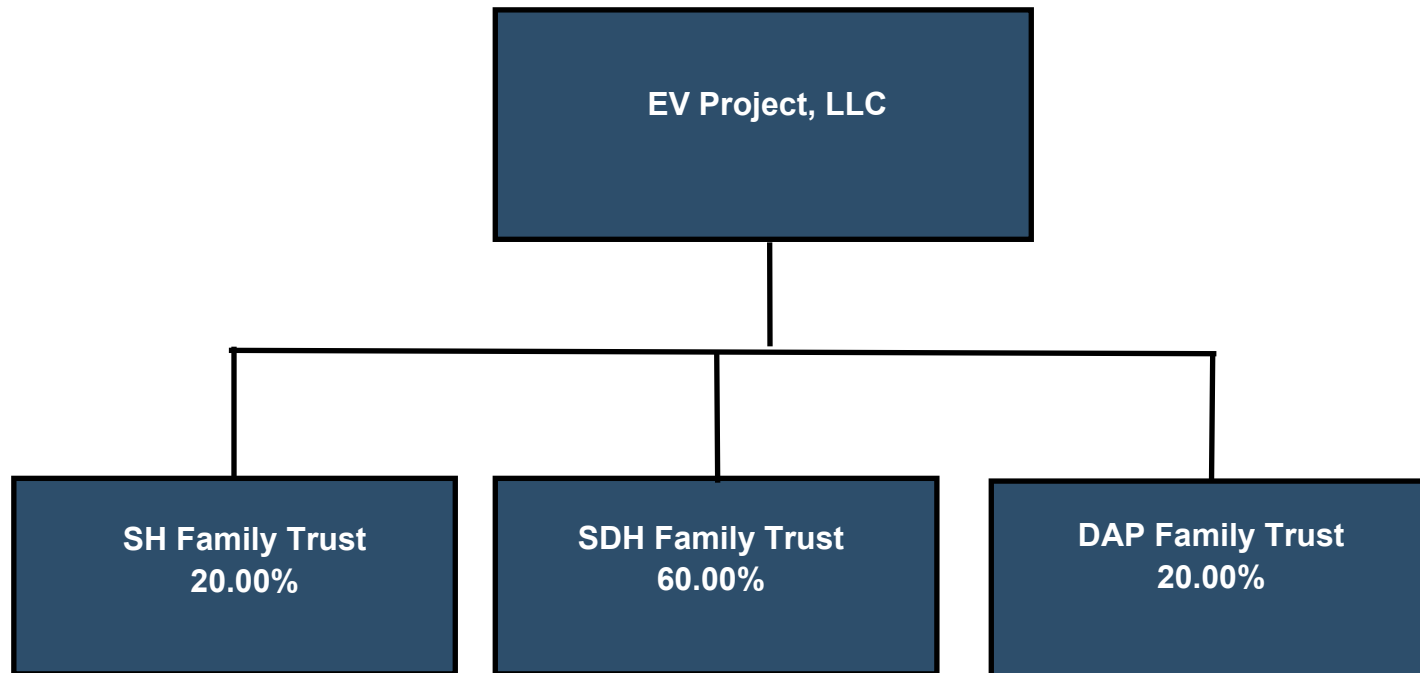 EV Project, LLC
SH Family Trust
20.00%
SDH Family Trust
60.00%
DAP Family Trust
20.00%